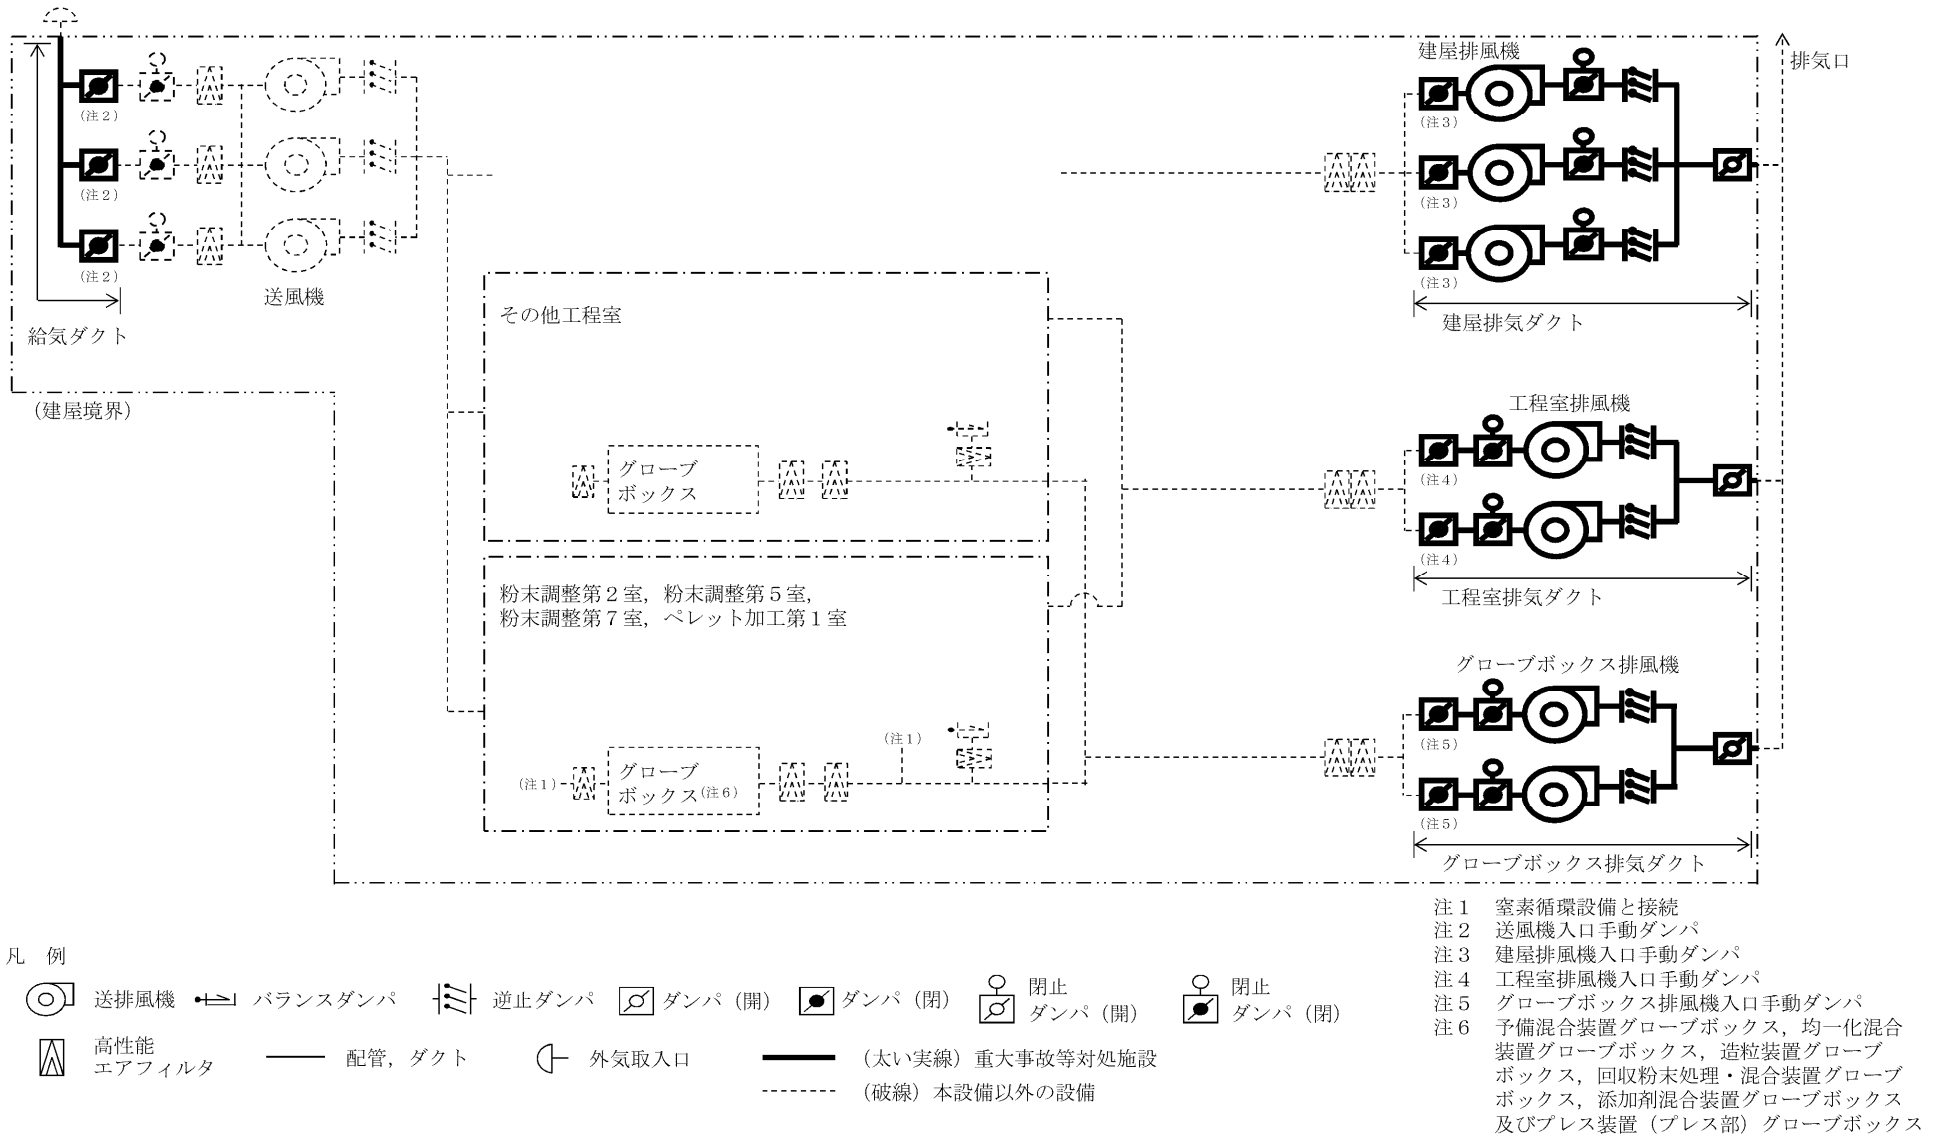 建屋排風機
排気口
（注２）
（注３）
（注２）
（注３）
（注２）
（注３）
送風機
その他工程室
建屋排気ダクト
給気ダクト
（建屋境界）
工程室排風機
グローブ
ボックス
（注４）
（注４）
粉末調整第２室，粉末調整第５室，
粉末調整第７室，ペレット加工第１室
工程室排気ダクト
グローブボックス排風機
（注１）
（注５）
（注１）
グローブ
ボックス（注６）
（注５）
グローブボックス排気ダクト
注１　窒素循環設備と接続
注２　送風機入口手動ダンパ
注３　建屋排風機入口手動ダンパ
注４　工程室排風機入口手動ダンパ
注５　グローブボックス排風機入口手動ダンパ
注６　予備混合装置グローブボックス，均一化混合
装置グローブボックス，造粒装置グローブ
ボックス，回収粉末処理・混合装置グローブ
ボックス，添加剤混合装置グローブボックス
及びプレス装置（プレス部）グローブボックス
凡　例
送排風機
バランスダンパ
逆止ダンパ
ダンパ（開）
ダンパ（閉）
閉止
ダンパ（開）
閉止
ダンパ（閉）
高性能
エアフィルタ
配管，ダクト
外気取入口
（太い実線）重大事故等対処施設
（破線）本設備以外の設備